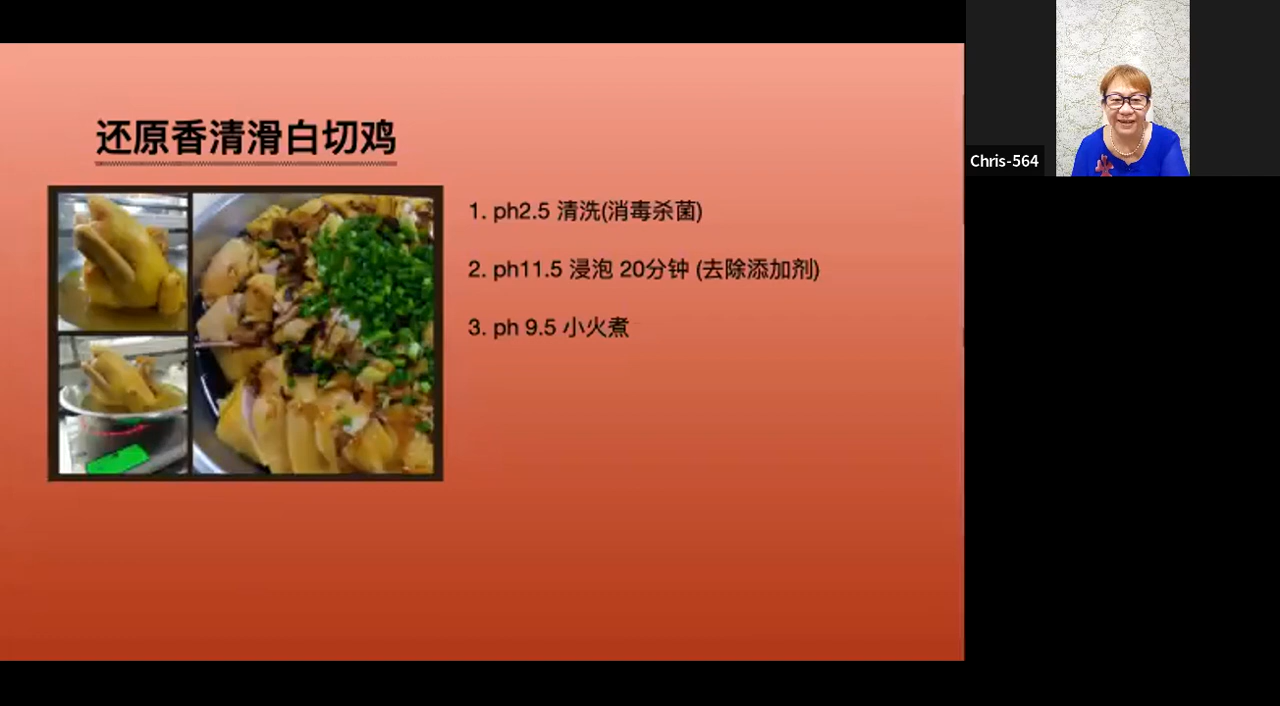 还原香清滑白切鸡
1. ph2.5 清洗(消毒杀菌)
2. ph11.5 浸泡 20分钟 (去除添加剂)
3. ph 9.5 小火煮
Chris-564